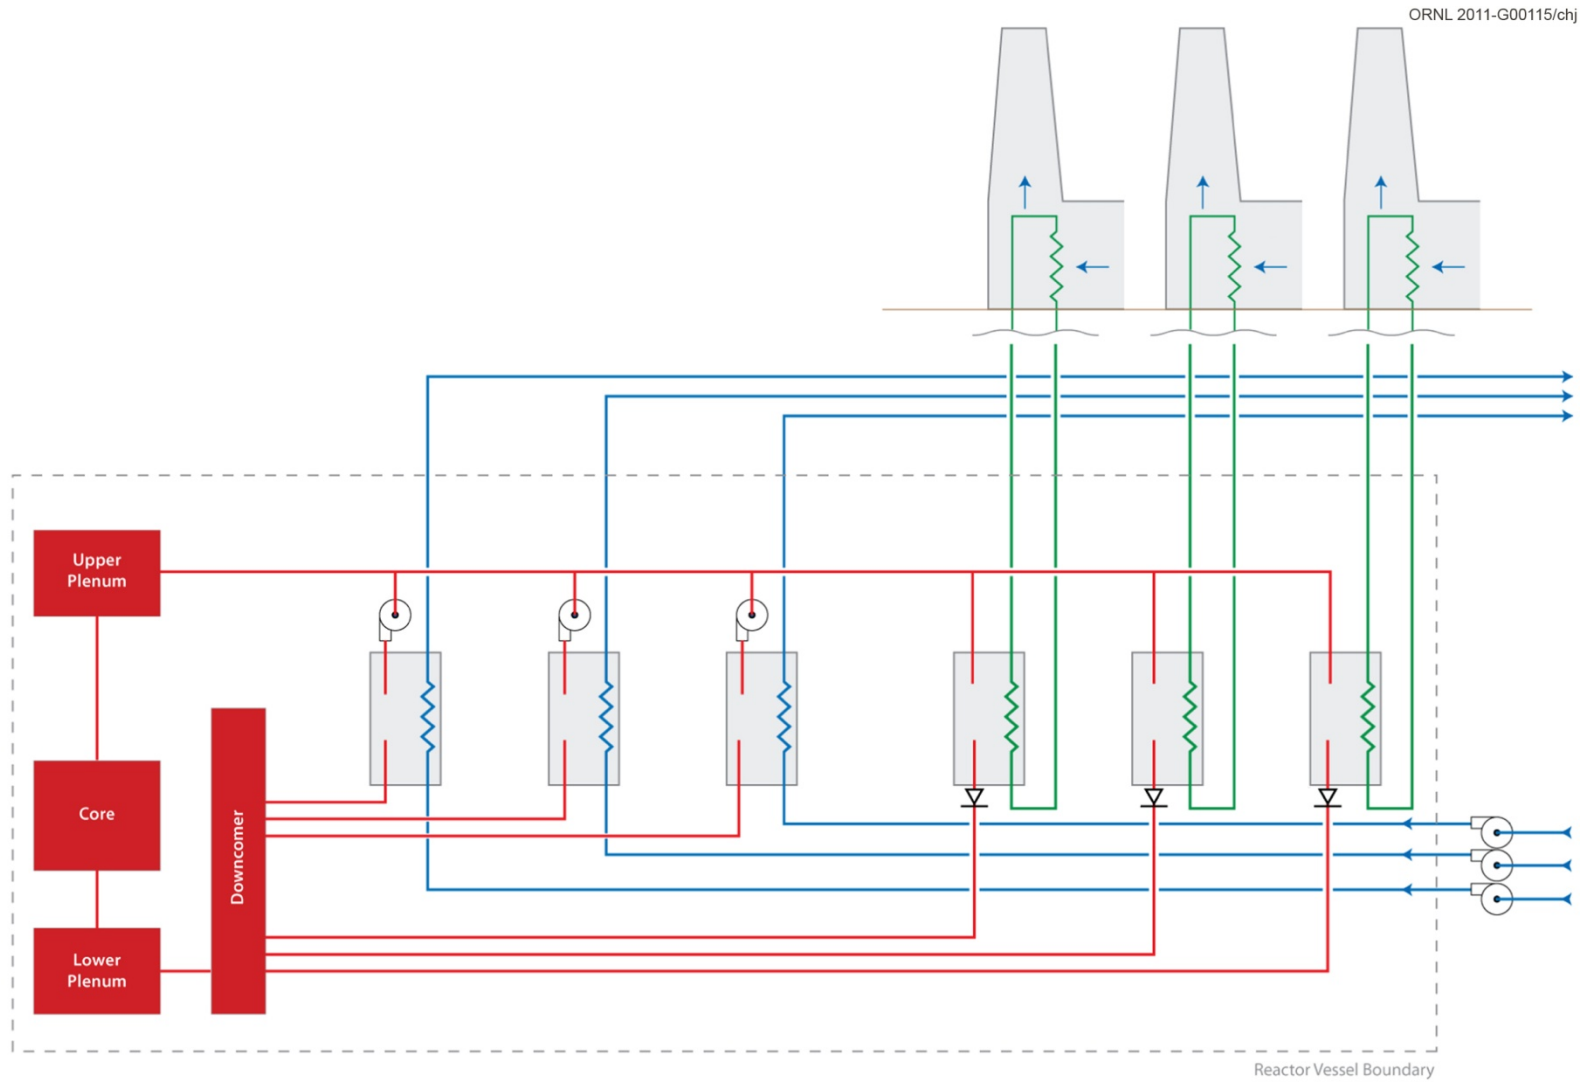 ORNL 2011-G00115/chj
Upper
Plenum
Core
Downcomer
Lower
Plenum
Reactor Vessel Boundary